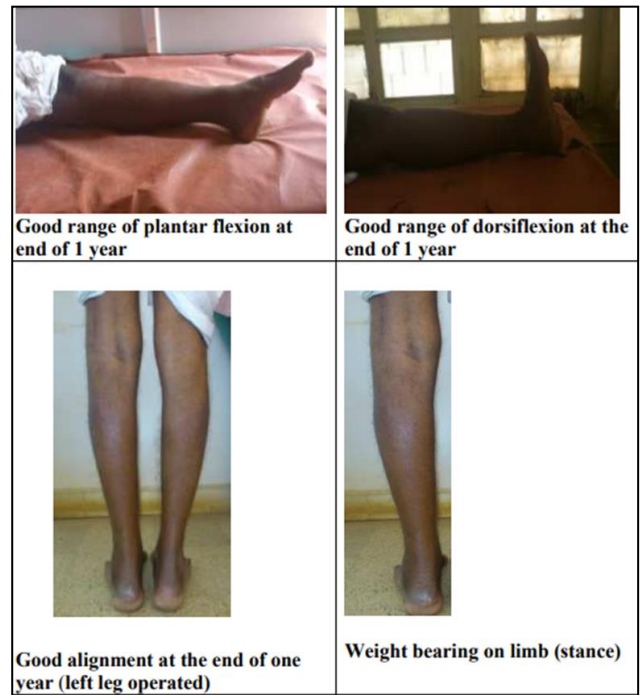 Good range of plantar flexion at
end of 1 year
Good range of dorsiflexion at the
end of 1 year
Good alignment at the end of one
year (left leg operated)
Weight bearing on limb (stance)